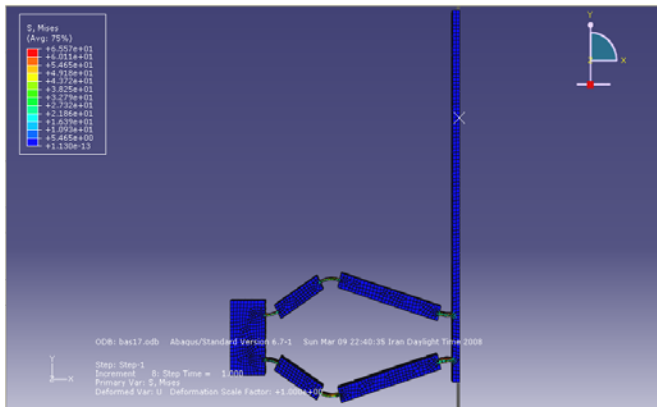 S, Mises
(Avg: 75%)
+6.557e+01
+6.011e+01
+5.465e+01
+4.918e+01
+4.372e+01
+3.825e+01
+3.279e+01
+2.732e+01
+2.186e+01
+1.639e+01
+1.093e+01
+5.465e+00
+1.130e-13
Y
Z
X
ODB: bas17.odb Abaqus/Standard Version 6.7-1 Sun Mar 09 22:40:35 Iran Daylight Time 2008
Y
Z X
Step: Step-1
Increment 8: Step Time = 1.000
Primary Var: S, Mises
Deformed Var: U Deformation Scale Factor: +1.000e+00